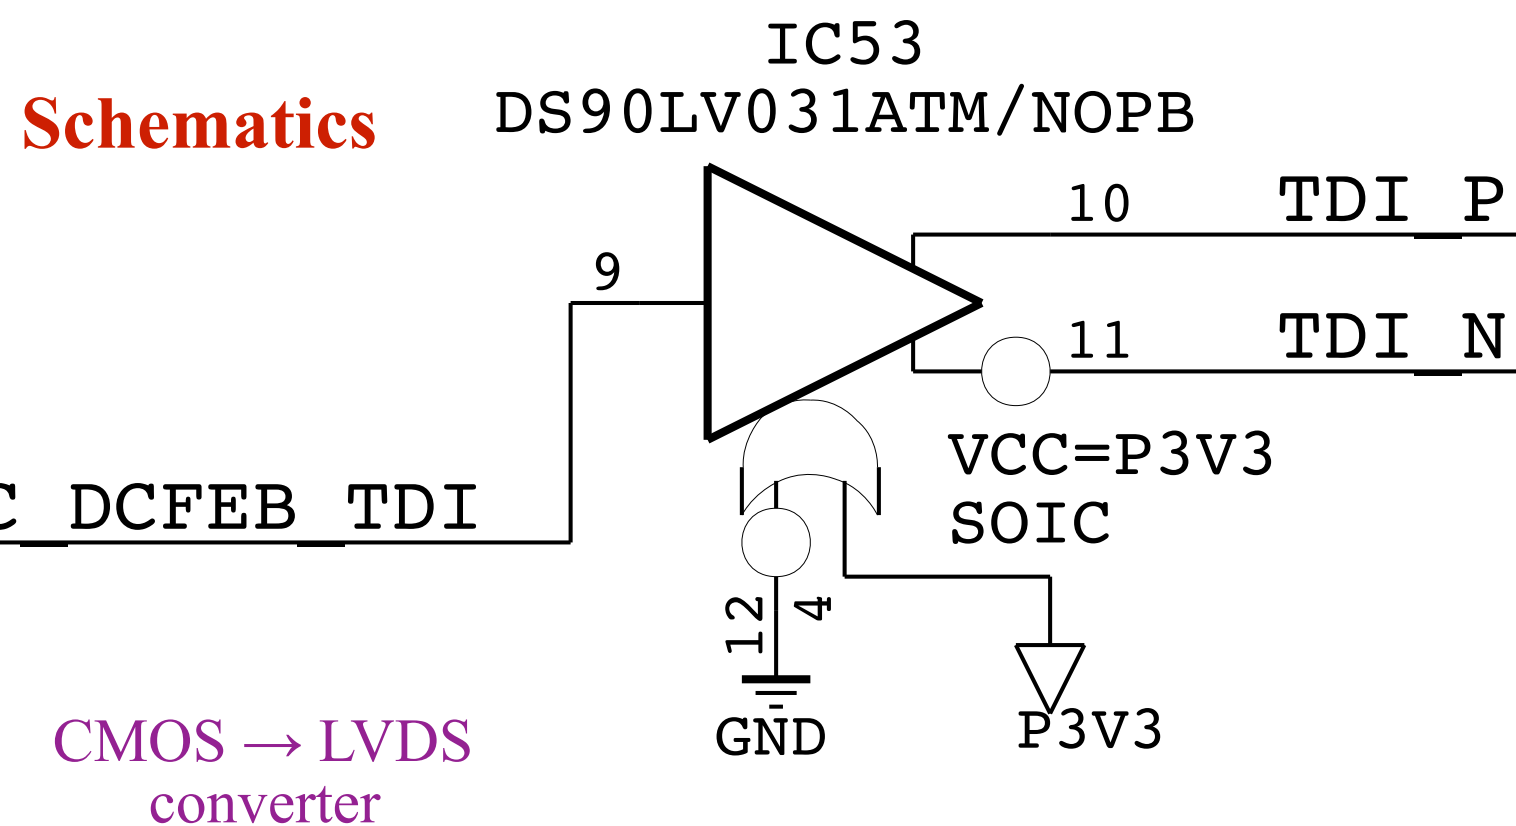 IC53
DS90LV031ATM/NOPB
Schematics
10 TDI_P
9
11 TDI_N
VCC=P3V3
C_DCFEB_TDI
SOIC
12 4
GND
P3V3
CMOS → LVDS
converter